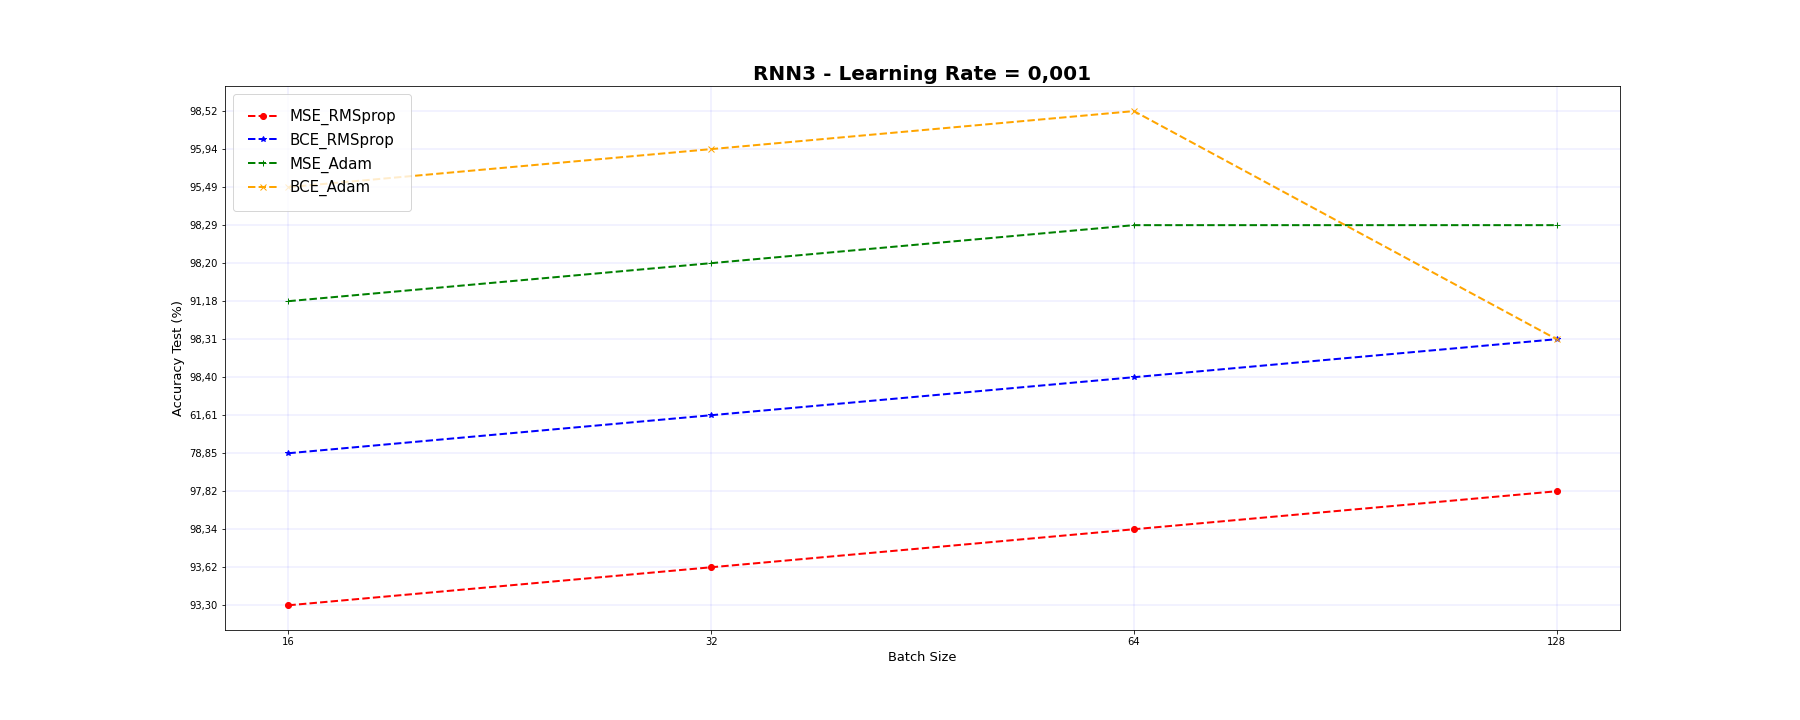 RNN3 - Learning Rate = 0,001
MSE_RMSprop
BCE_RMSprop
MSE_Adam
BCE_Adam
Accuracy Test (%)
98,52
95,94
95,49
98,29
98,20
91,18
98,31
98,40
61,61
78,85
97,82
98,34
93,62
93,30
16
32
64
128
Batch Size